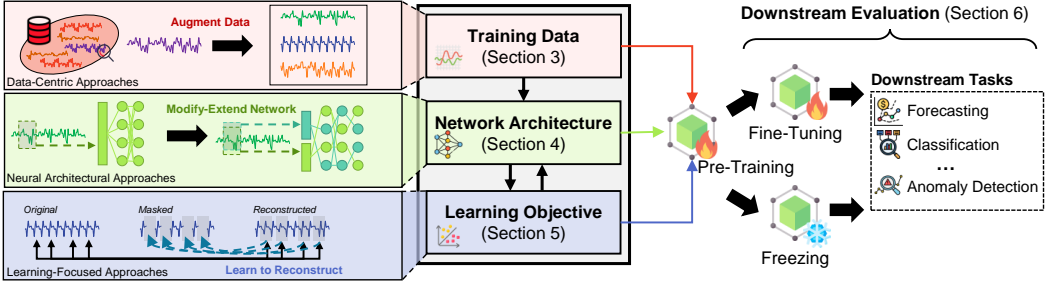 Augment Data
Data-Centric Approaches
Modify-Extend Network
Neural Architectural Approaches
Original
Masked
Reconstructed
Learn to Reconstruct
Learning-Focused Approaches
Training Data
(Section 3)
Network Architecture
(Section 4)
Learning Objective
(Section 5)
Pre-Training
Downstream Evaluation (Section 6)
Fine-Tuning
Freezing
Downstream Tasks
Forecasting
Classification
...
Anomaly Detection